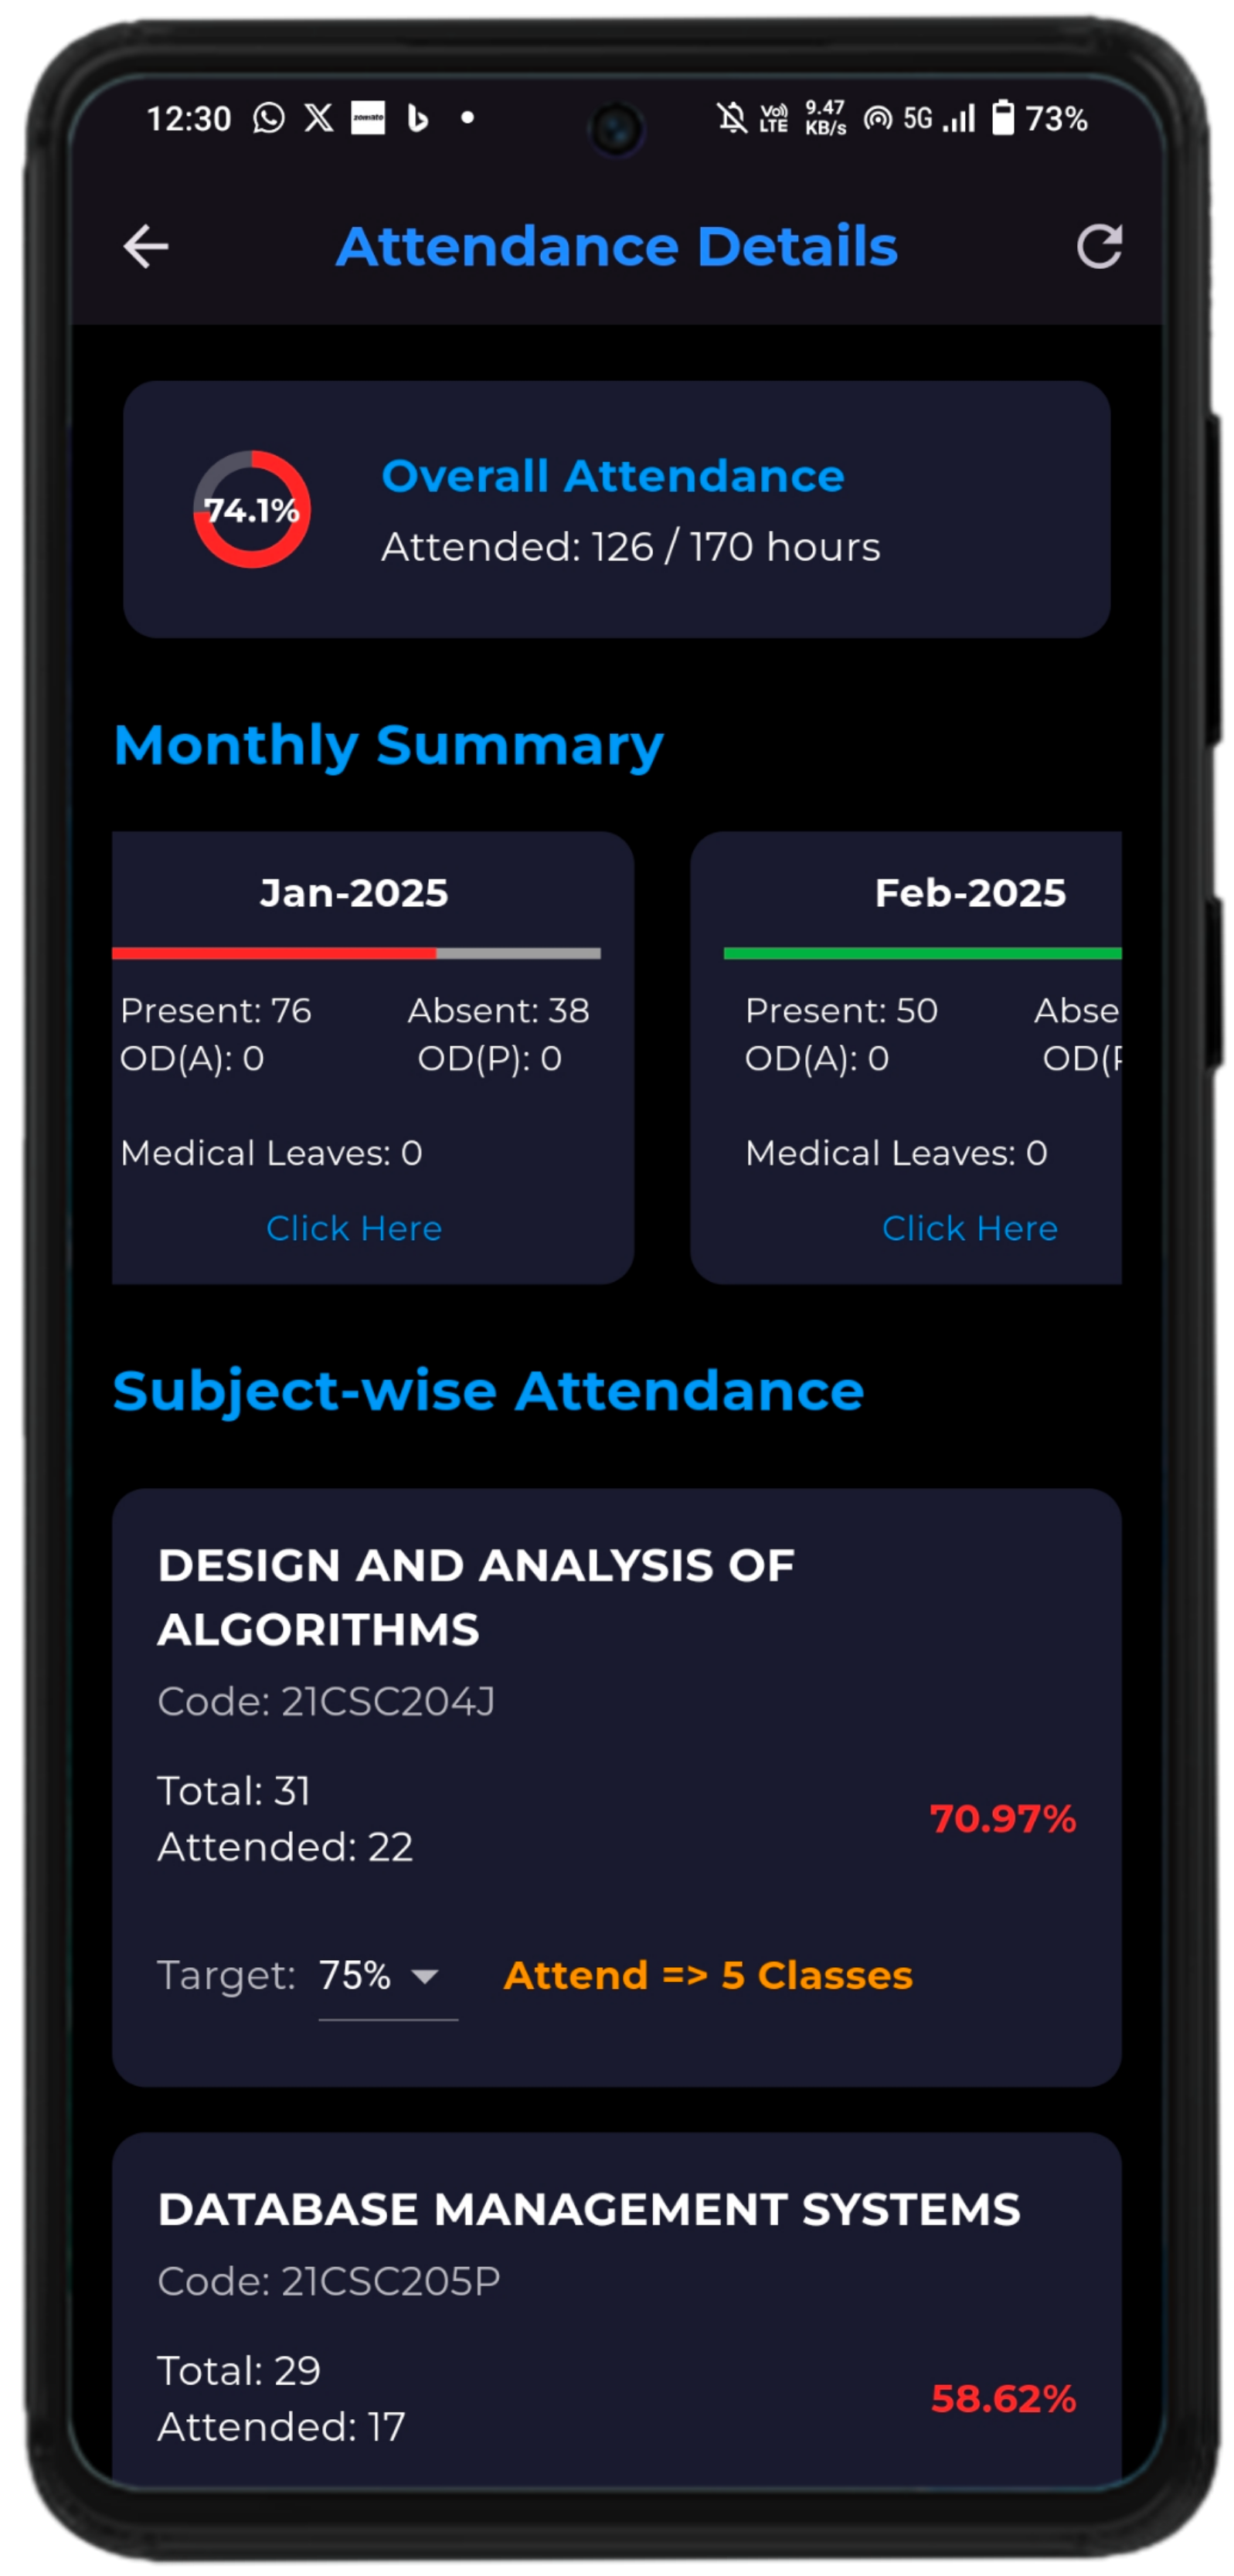 12:30 zomato 9.47 KB/s Vo) LTE 5G 73%
Attendance Details
74.1%
Overall Attendance
Attended: 126 / 170 hours
Monthly Summary
Jan-2025
Present: 76 Absent: 38
OD(A): 0 OD(P): 0
Medical Leaves: 0
Click Here
Feb-2025
Present: 50 Abse
OD(A): 0 OD(P
Medical Leaves: 0
Click Here
Subject-wise Attendance
DESIGN AND ANALYSIS OF
ALGORITHMS
Code: 21CSC204J
Total: 31
70.97%
Attended: 22
Target: 75% Attend => 5 Classes
DATABASE MANAGEMENT SYSTEMS
Code: 21CSC205P
Total: 29
58.62%
Attended: 17